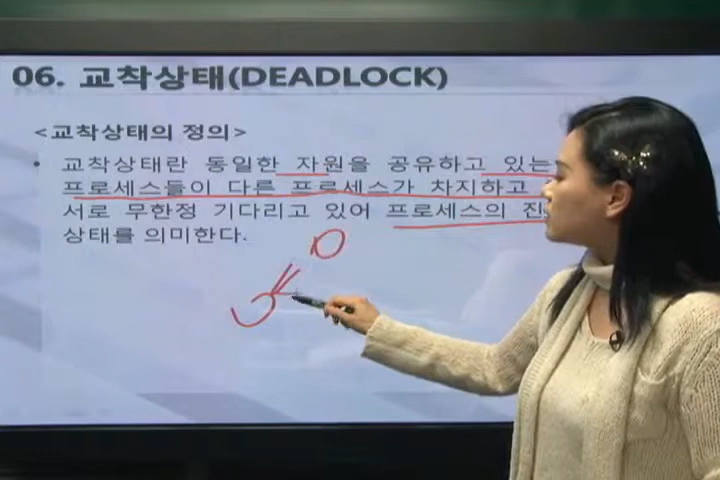 06. 교착상태(DEADLOCK)
<교착상태의 정의>
• 교착상태란 동일한 자원을 공유하고 있는
프로세스들이 다른 프로세스가 차지하고
서로 무한정 기다리고 있어 프로세스의 진
상태를 의미한다.